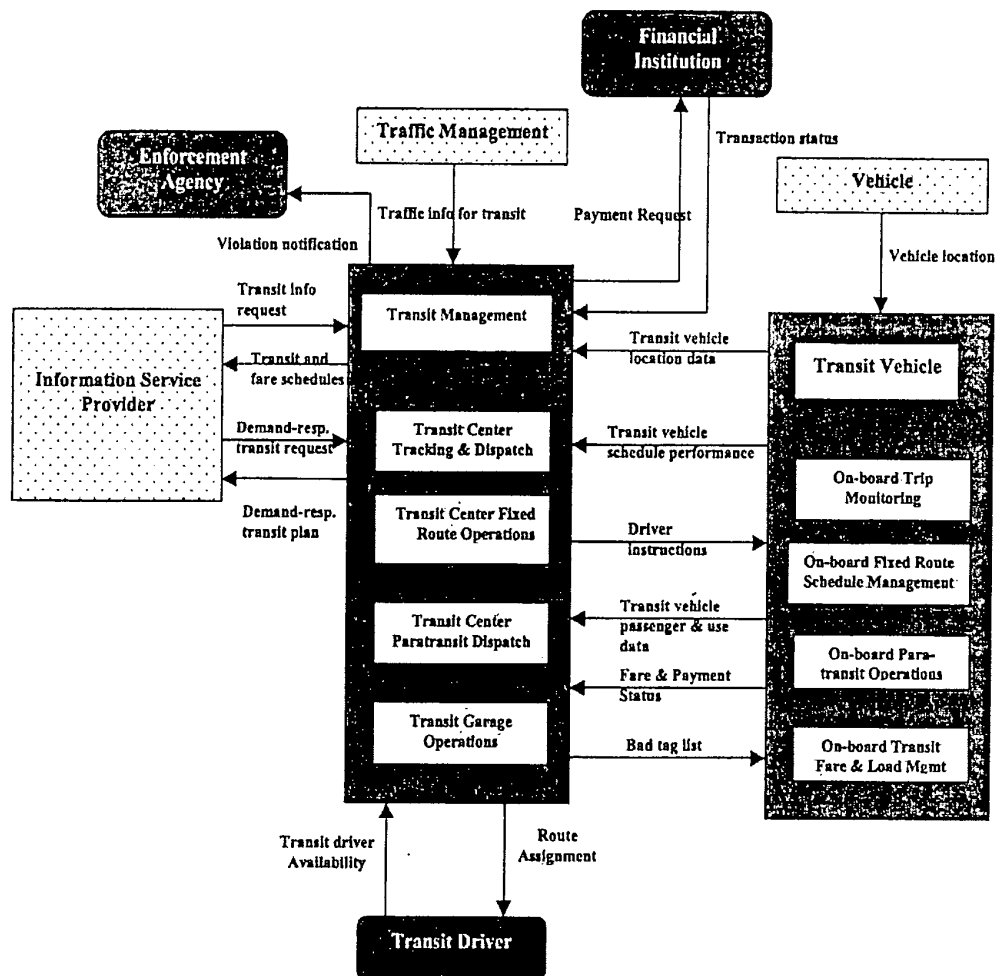 Financial
Institution
Traffic Management
Transaction status
Enforcement
Agency
Vehicle
Traffic info for transit
Payment Request
Violation notification
Vehicle location
Transit info
request
Transit Management
Transit vehicle
location data
Transit Vehicle
Transit and
fare schedules
Information Service
Provider
Demand-resp.
transit request
Transit Center
Tracking & Dispatch
Transit vehicle
schedule performance
On-board Trip
Monitoring
Demand-resp.
transit plan
Transit Center Fixed
Route Operations
Driver
instructions
On-board Fixed Route
Schedule Management
Transit Center
Paratransit Dispatch
Transit vehicle
passenger & use
data
On-board Para-
transit Operations
Fare & Payment
Status
Transit Garage
Operations
Bad tag list
On-board Transit
Fare & Load Mgmt
Transit driver
Availability
Route
Assignment
Transit Driver